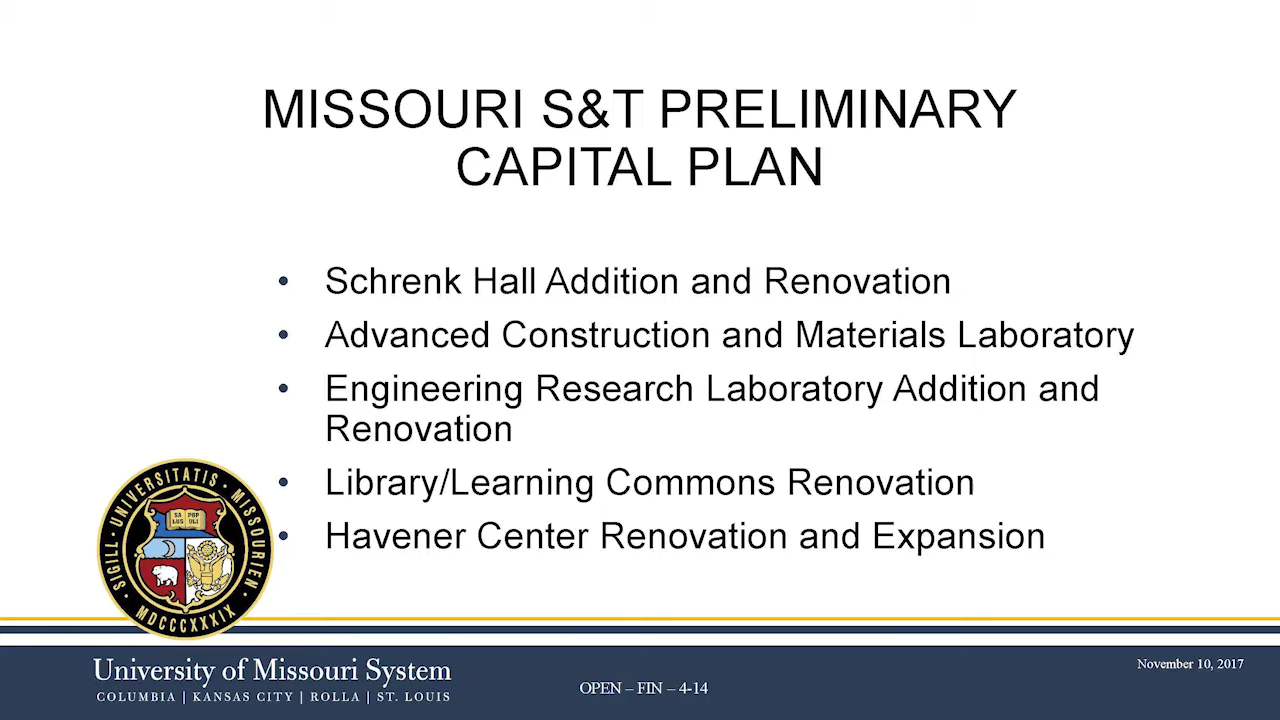 MISSOURI S&T PRELIMINARY
CAPITAL PLAN
• Schrenk Hall Addition and Renovation
• Advanced Construction and Materials Laboratory
• Engineering Research Laboratory Addition and
Renovation
• Library/Learning Commons Renovation
• Havener Center Renovation and Expansion
SIGILL · UNIVERSITATIS · MISSOURIEN ·
SA POP
LUS ULI
MDCCCXXXIX
University of Missouri System
COLUMBIA | KANSAS CITY | ROLLA | ST. LOUIS
OPEN – FIN – 4-14
November 10, 2017